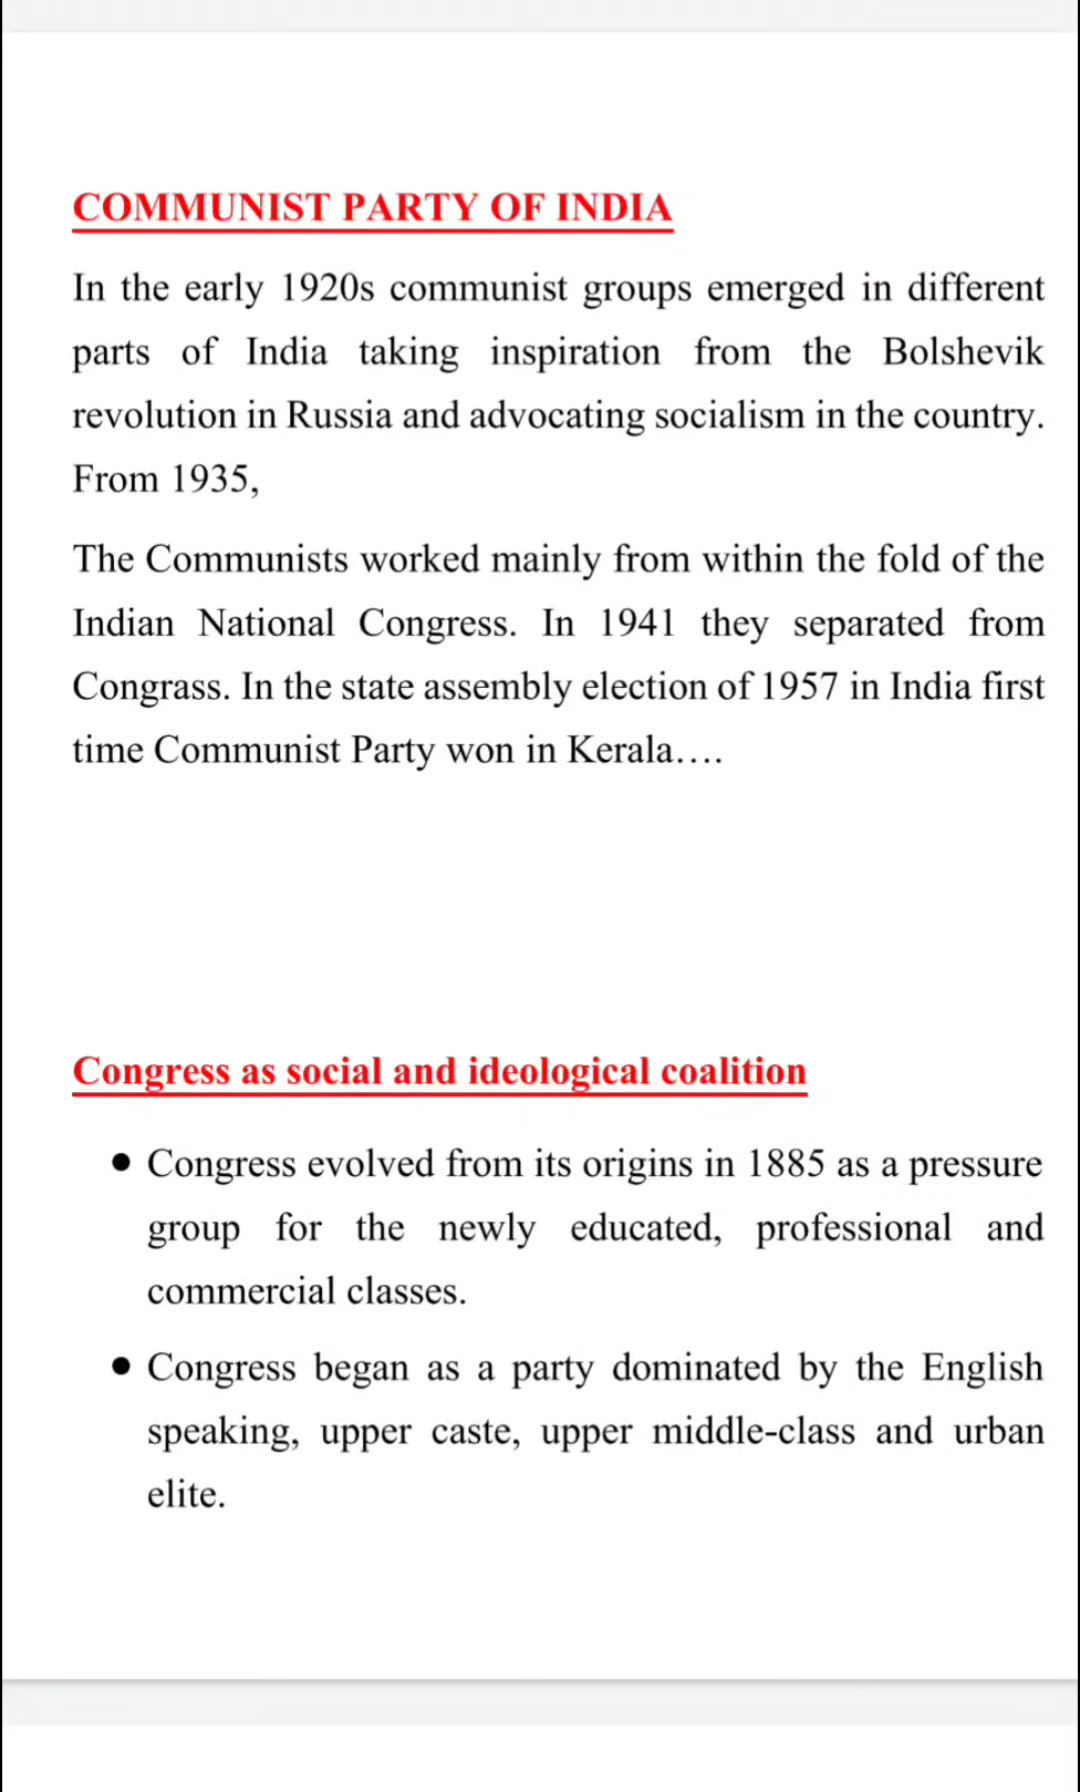 COMMUNIST PARTY OF INDIA
In the early 1920s communist groups emerged in different
parts of India taking inspiration from the Bolshevik
revolution in Russia and advocating socialism in the country.
From 1935,
The Communists worked mainly from within the fold of the
Indian National Congress. In 1941 they separated from
Congrass. In the state assembly election of 1957 in India first
time Communist Party won in Kerala....
Congress as social and ideological coalition
● Congress evolved from its origins in 1885 as a pressure
group for the newly educated, professional and
commercial classes.
● Congress began as a party dominated by the English
speaking, upper caste, upper middle-class and urban
elite.